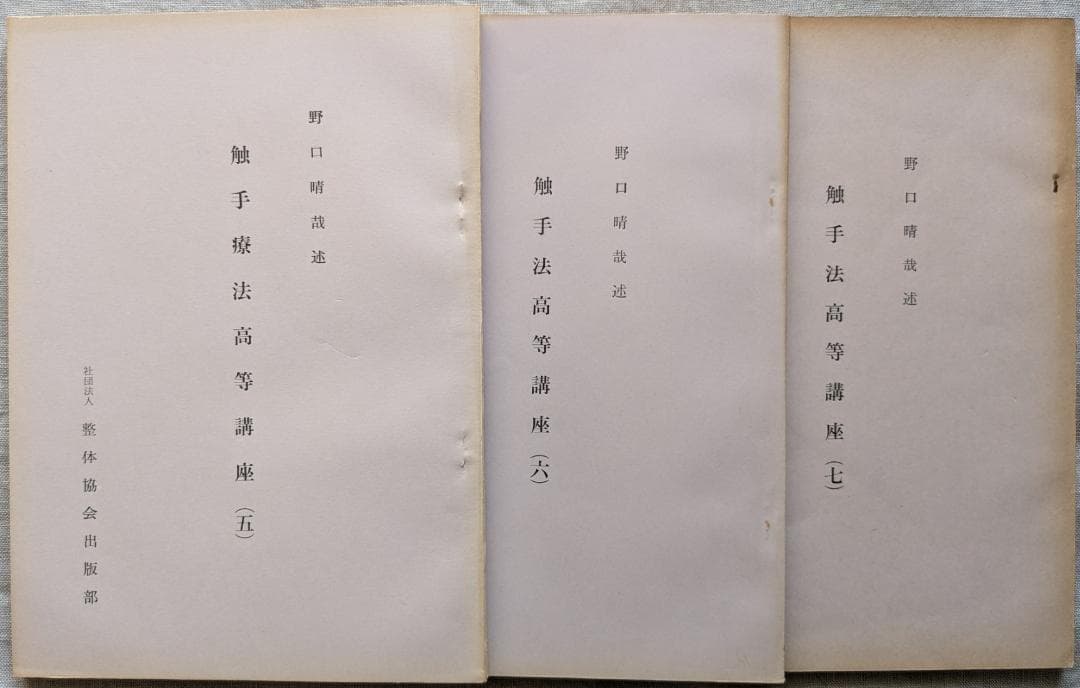 野口晴哉述
触手療法高等講座（五）
社団法人 整体協会出版部
野口晴哉述
触手法高等講座（六）
野口晴哉述
触手法高等講座（七）